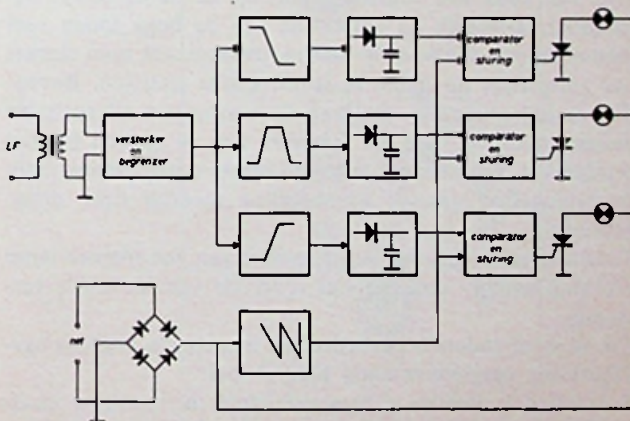 comparator
en
sturing
LF
versterker
en
begrenzer
comparator
en
sturing
comparator
en
sturing
net